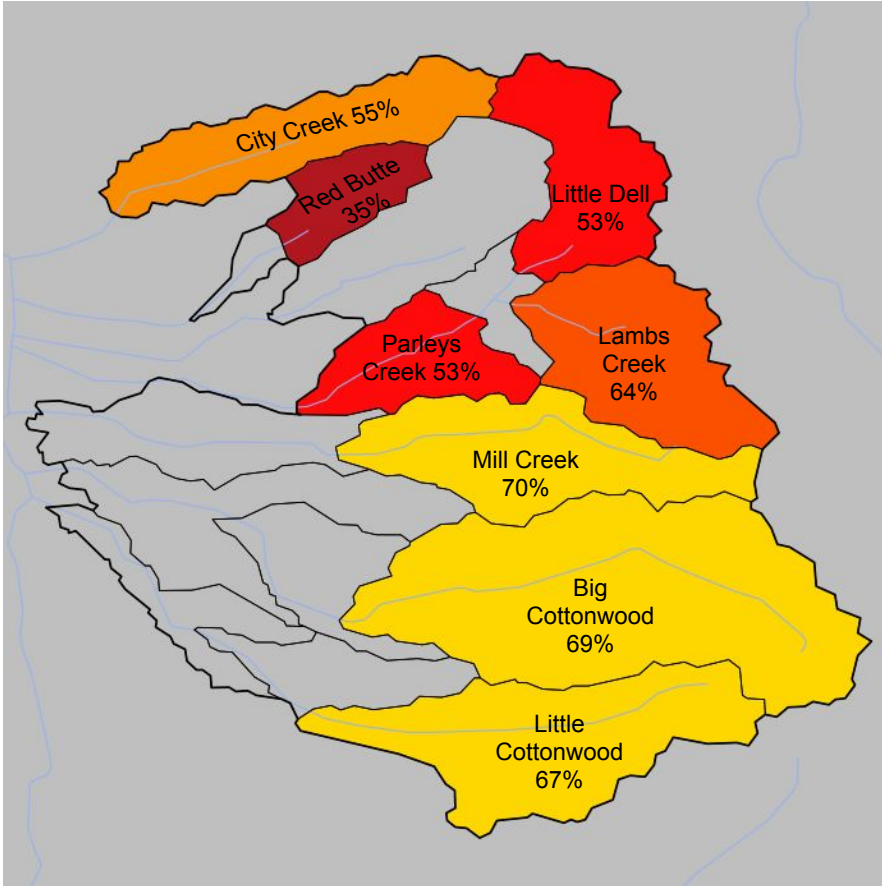 City Creek 55%
Red Butte
35%
Little Dell
53%
Parleys
Creek 53%
Lambs
Creek
64%
Mill Creek
70%
Big
Cottonwood
69%
Little
Cottonwood
67%